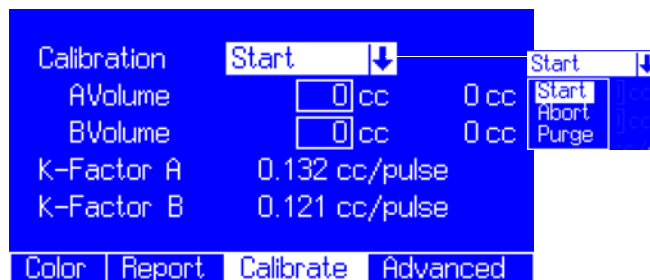 Calibration Start
AVolume 0 cc 0 cc
BVolume 0 cc 0 cc
K-Factor A 0.132 cc/pulse
K-Factor B 0.121 cc/pulse
Color Report Calibrate Advanced
Start
Start
Abort
Purge